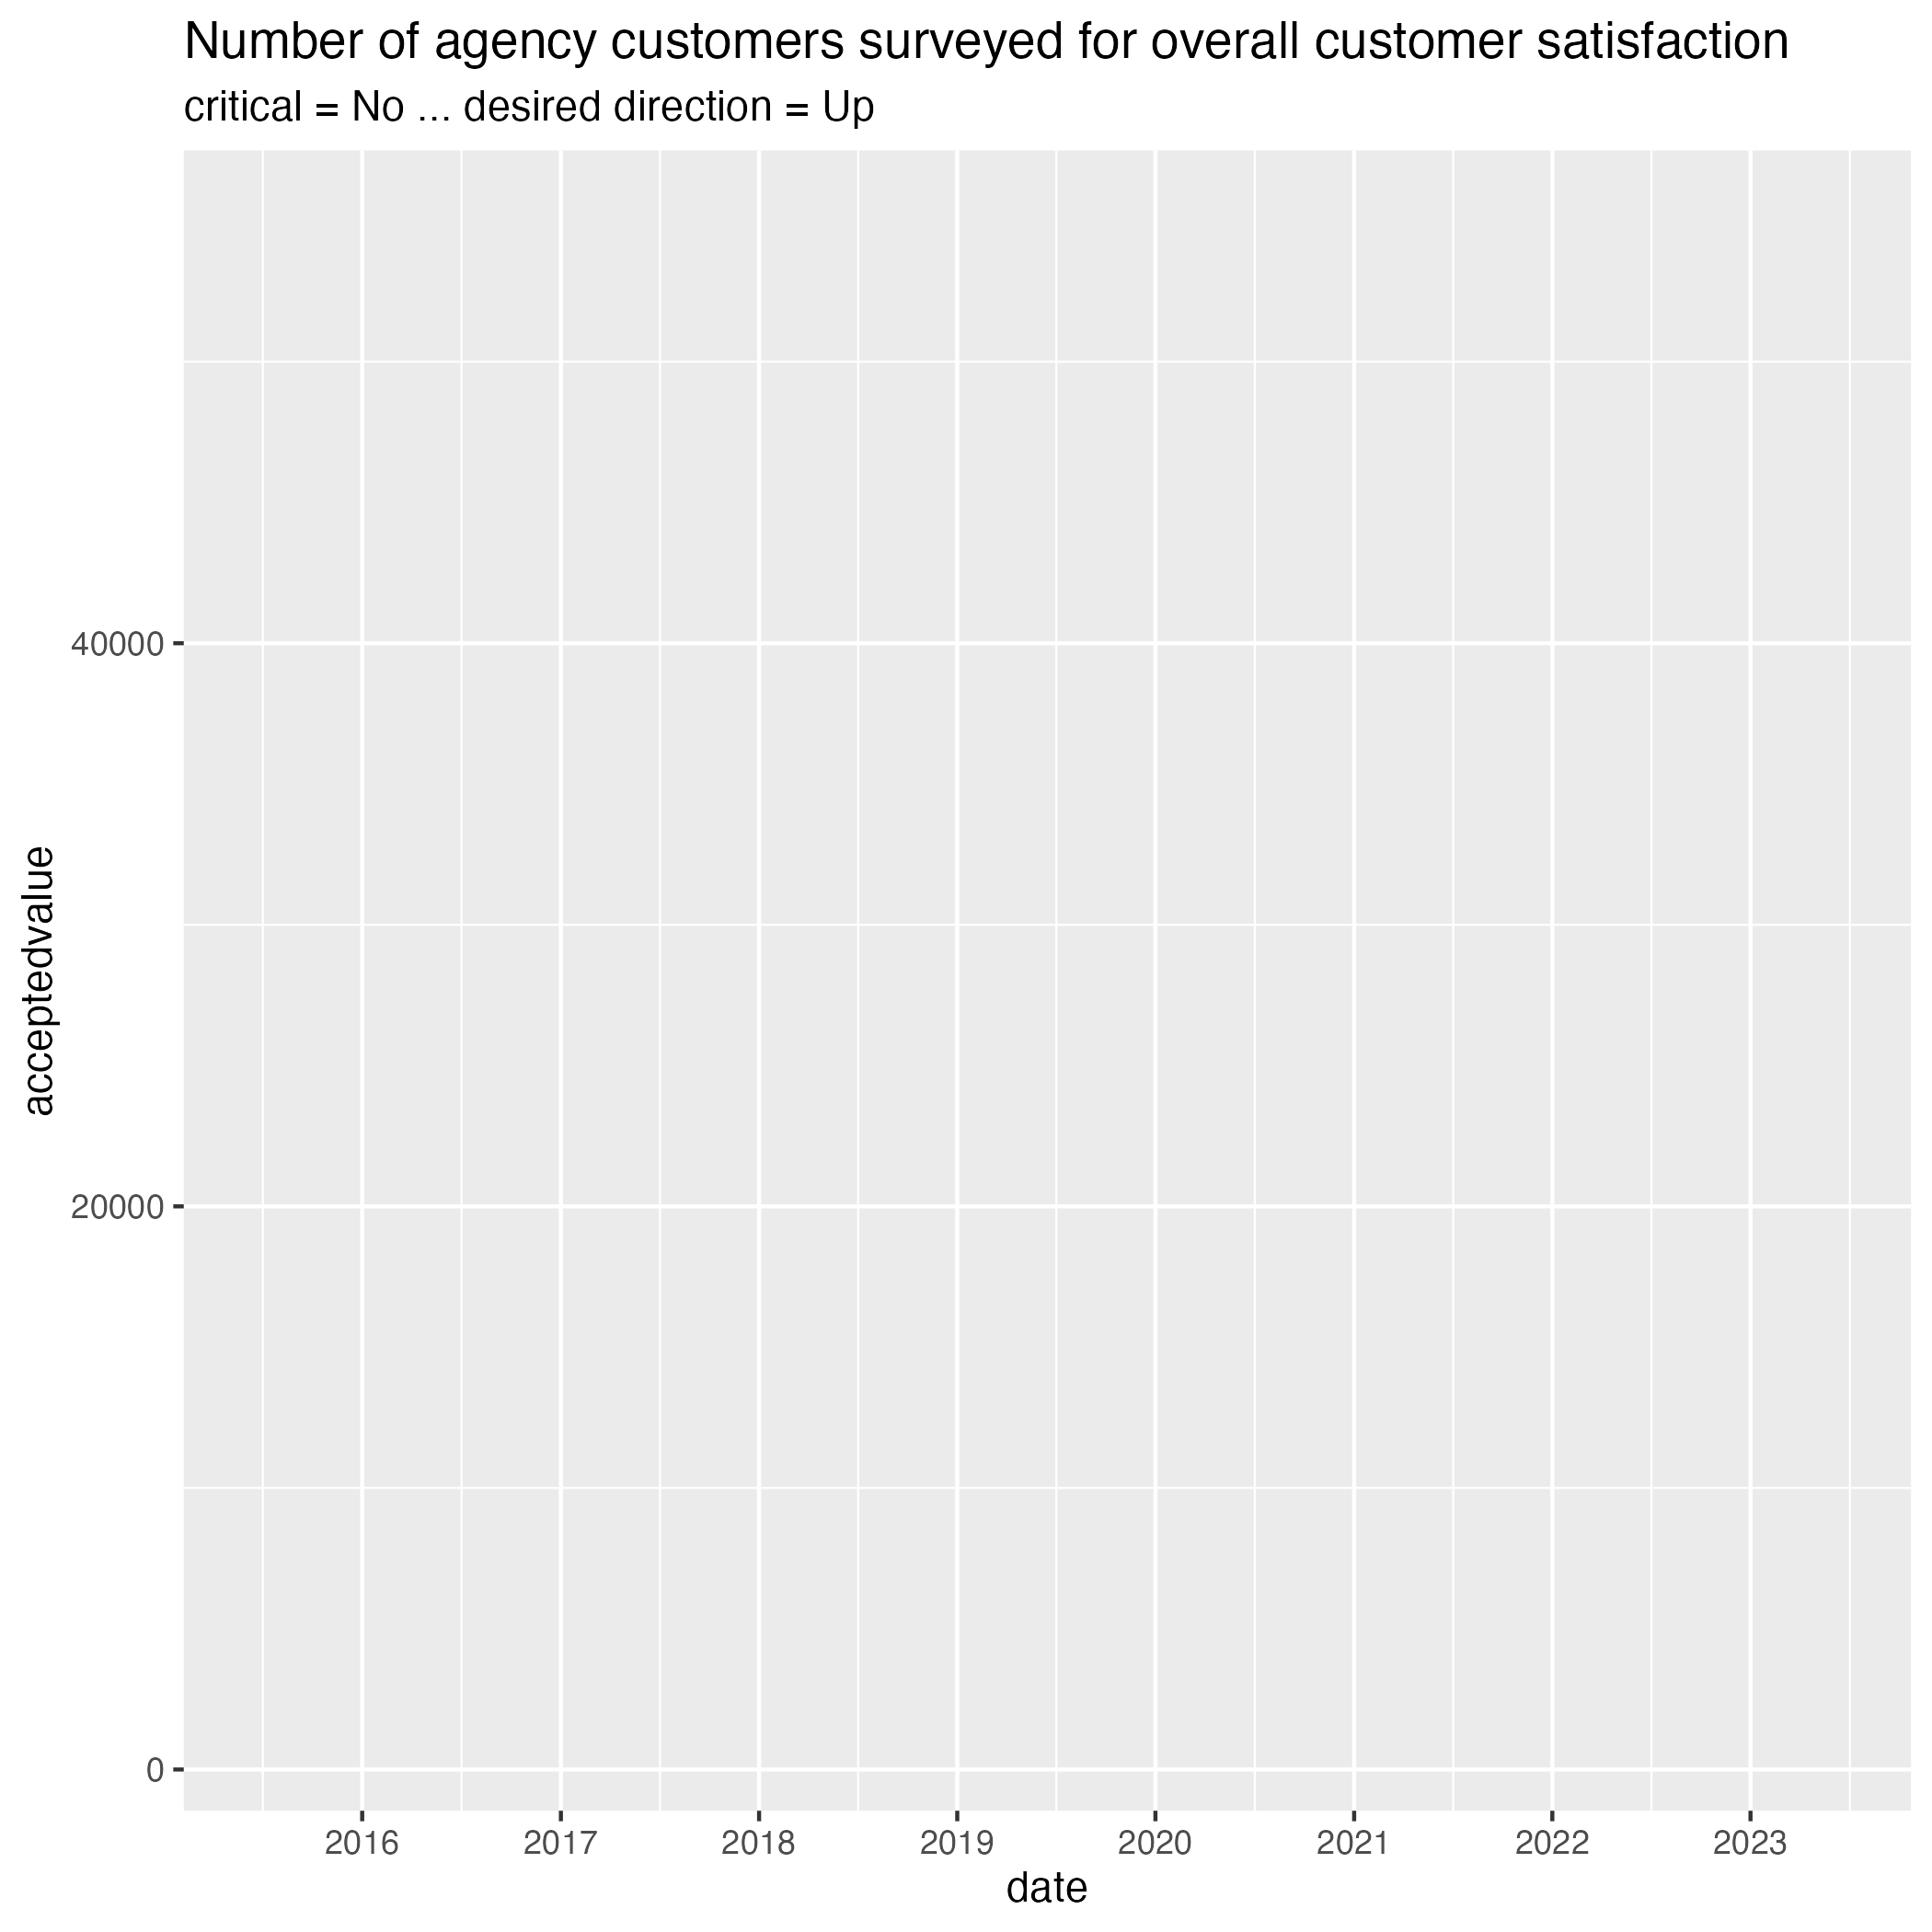 Number of agency customers surveyed for overall customer satisfaction
critical = No ... desired direction = Up
acceptedvalue
40000
20000
0
2016 2017 2018 2019 2020 2021 2022 2023
date